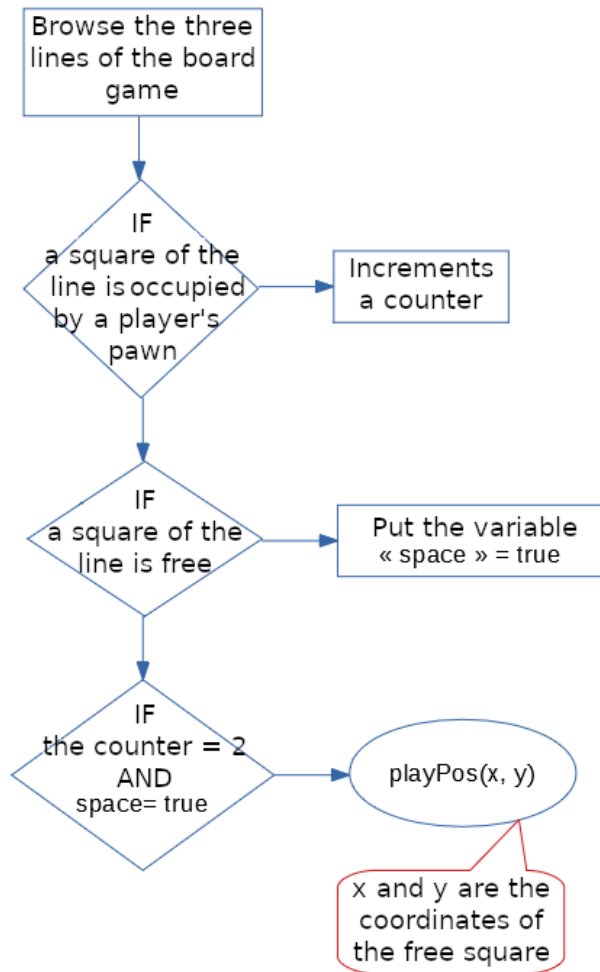 Browse the three
lines of the board
game
IF
a square of the
line is occupied
by a player's
pawn
Increments
a counter
IF
a square of the
line is free
Put the variable
« space » = true
IF
the counter = 2
AND
space= true
playPos(x, y)
x and y are the
coordinates of
the free square